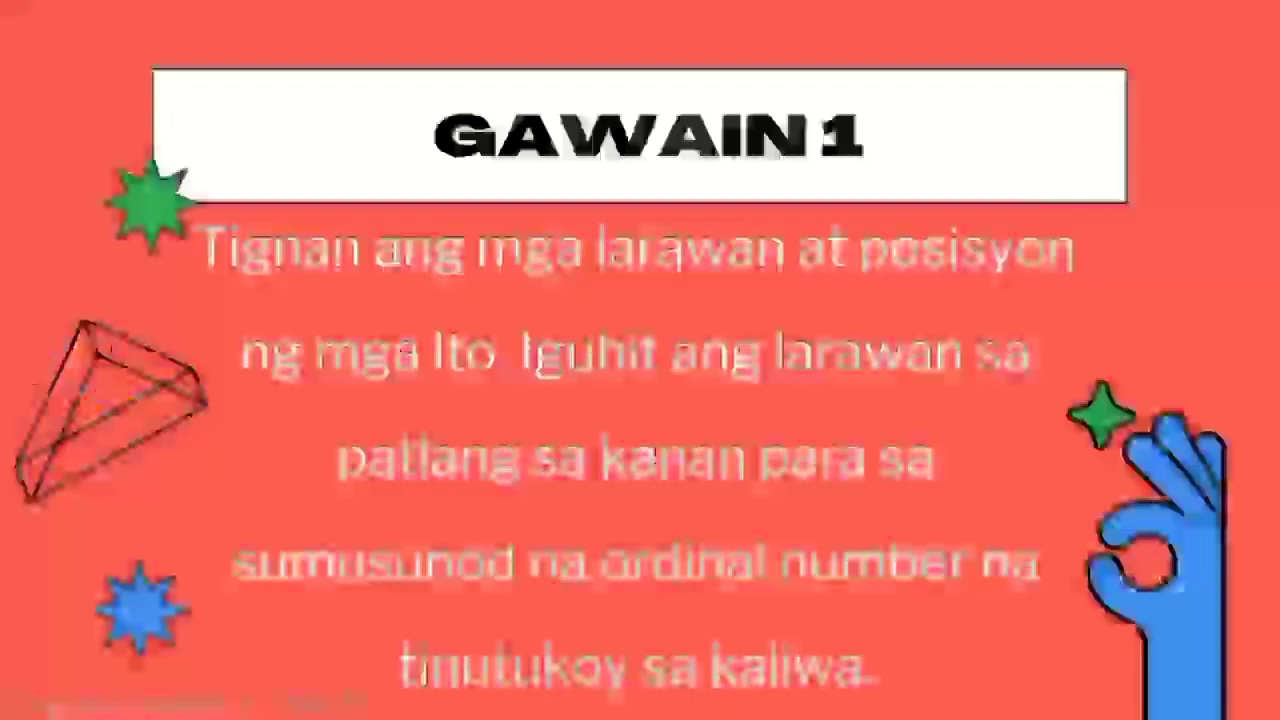 GAWAIN 1
Tignan ang mga larawan at posisyon
ng mga ito. Iguhit ang larawan sa
patlang sa kanan para sa
sumusunod na ordinal number na
tinutukoy sa kaliwa.